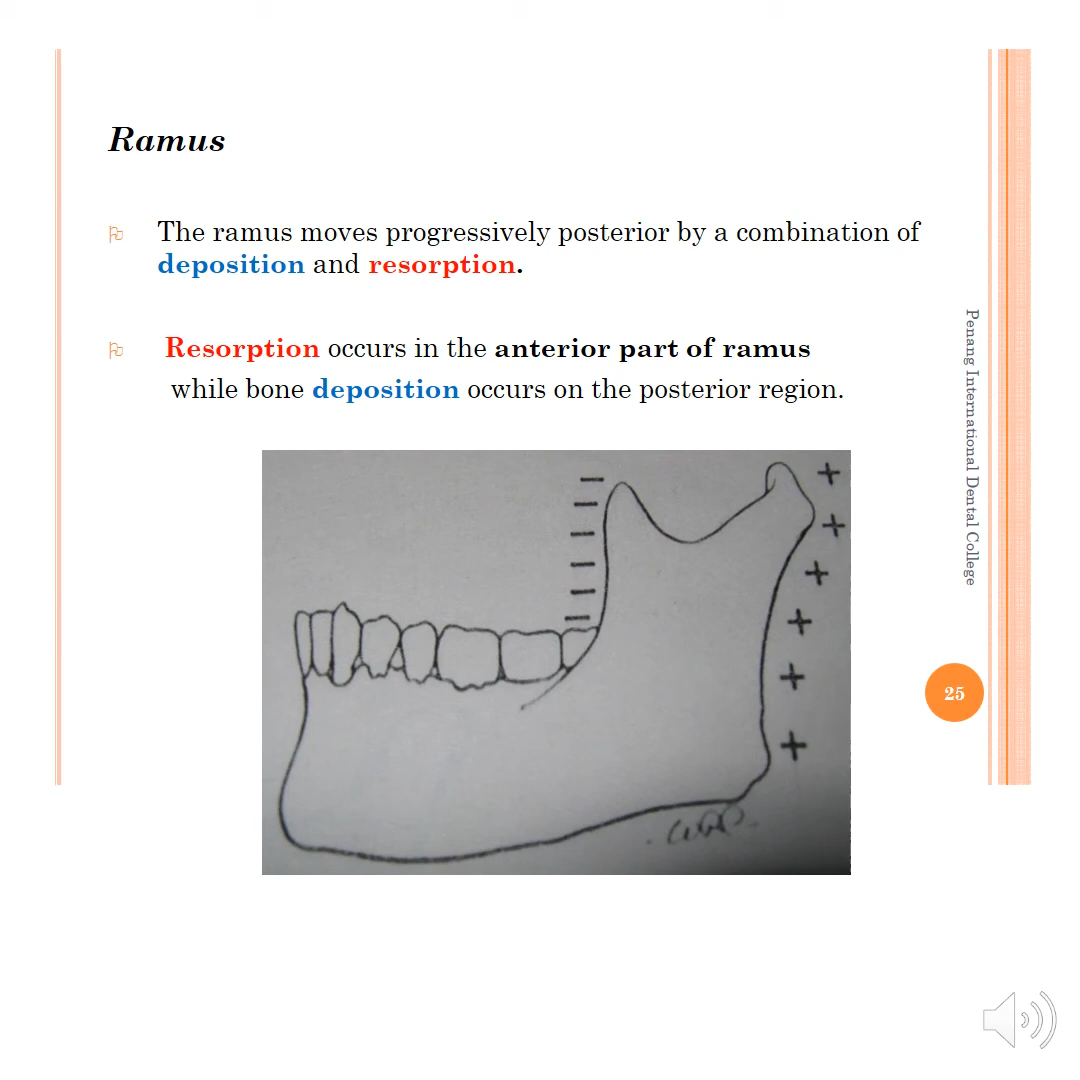 Ramus
The ramus moves progressively posterior by a combination of
deposition and resorption.
Resorption occurs in the anterior part of ramus
while bone deposition occurs on the posterior region.
Penang International Dental College
25